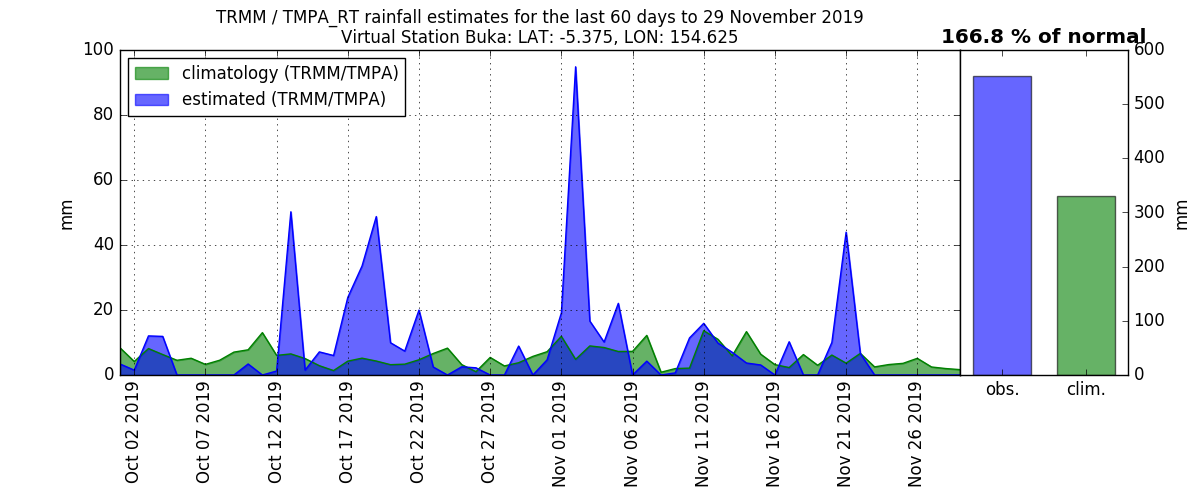 TRMM / TMPA_RT rainfall estimates for the last 60 days to 29 November 2019
Virtual Station Buka: LAT: -5.375, LON: 154.625
166.8 % of normal
climatology (TRMM/TMPA)
estimated (TRMM/TMPA)
100
80
60
40
20
0
mm
Oct 02 2019
Oct 07 2019
Oct 12 2019
Oct 17 2019
Oct 22 2019
Oct 27 2019
Nov 01 2019
Nov 06 2019
Nov 11 2019
Nov 16 2019
Nov 21 2019
Nov 26 2019
600
500
400
300
200
100
0
mm
obs.
clim.